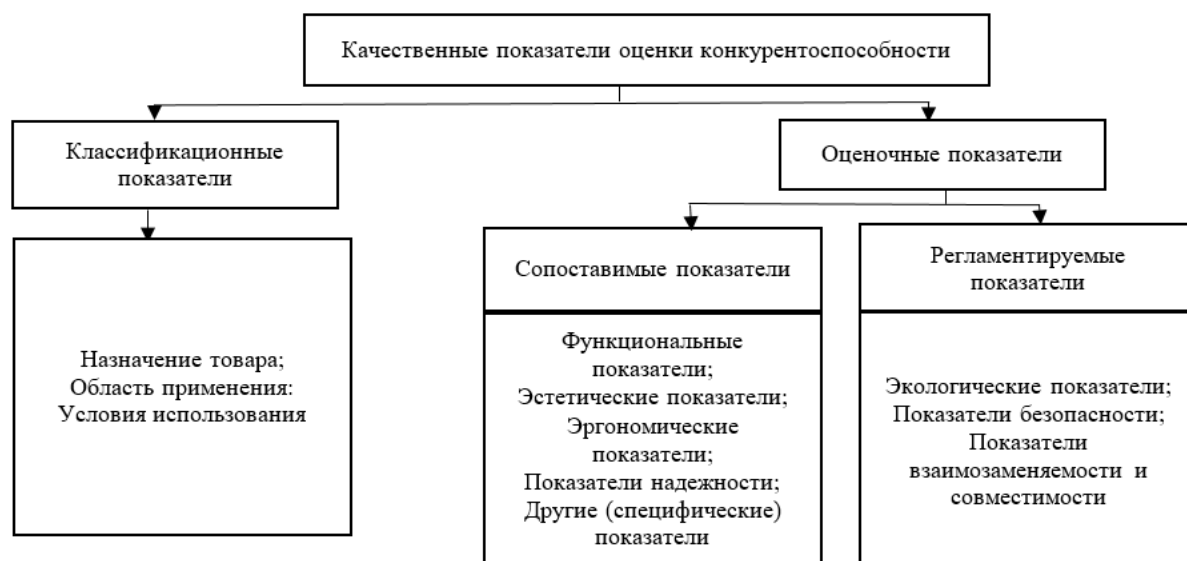 Качественные показатели оценки конкурентоспособности
Классификационные
показатели
Оценочные показатели
Назначение товара;
Область применения:
Условия использования
Сопоставимые показатели
Функциональные
показатели;
Эстетические показатели;
Эргономические
показатели;
Показатели надежности;
Другие (специфические)
показатели
Регламентируемые
показатели
Экологические показатели;
Показатели безопасности;
Показатели
взаимозаменяемости и
совместимости